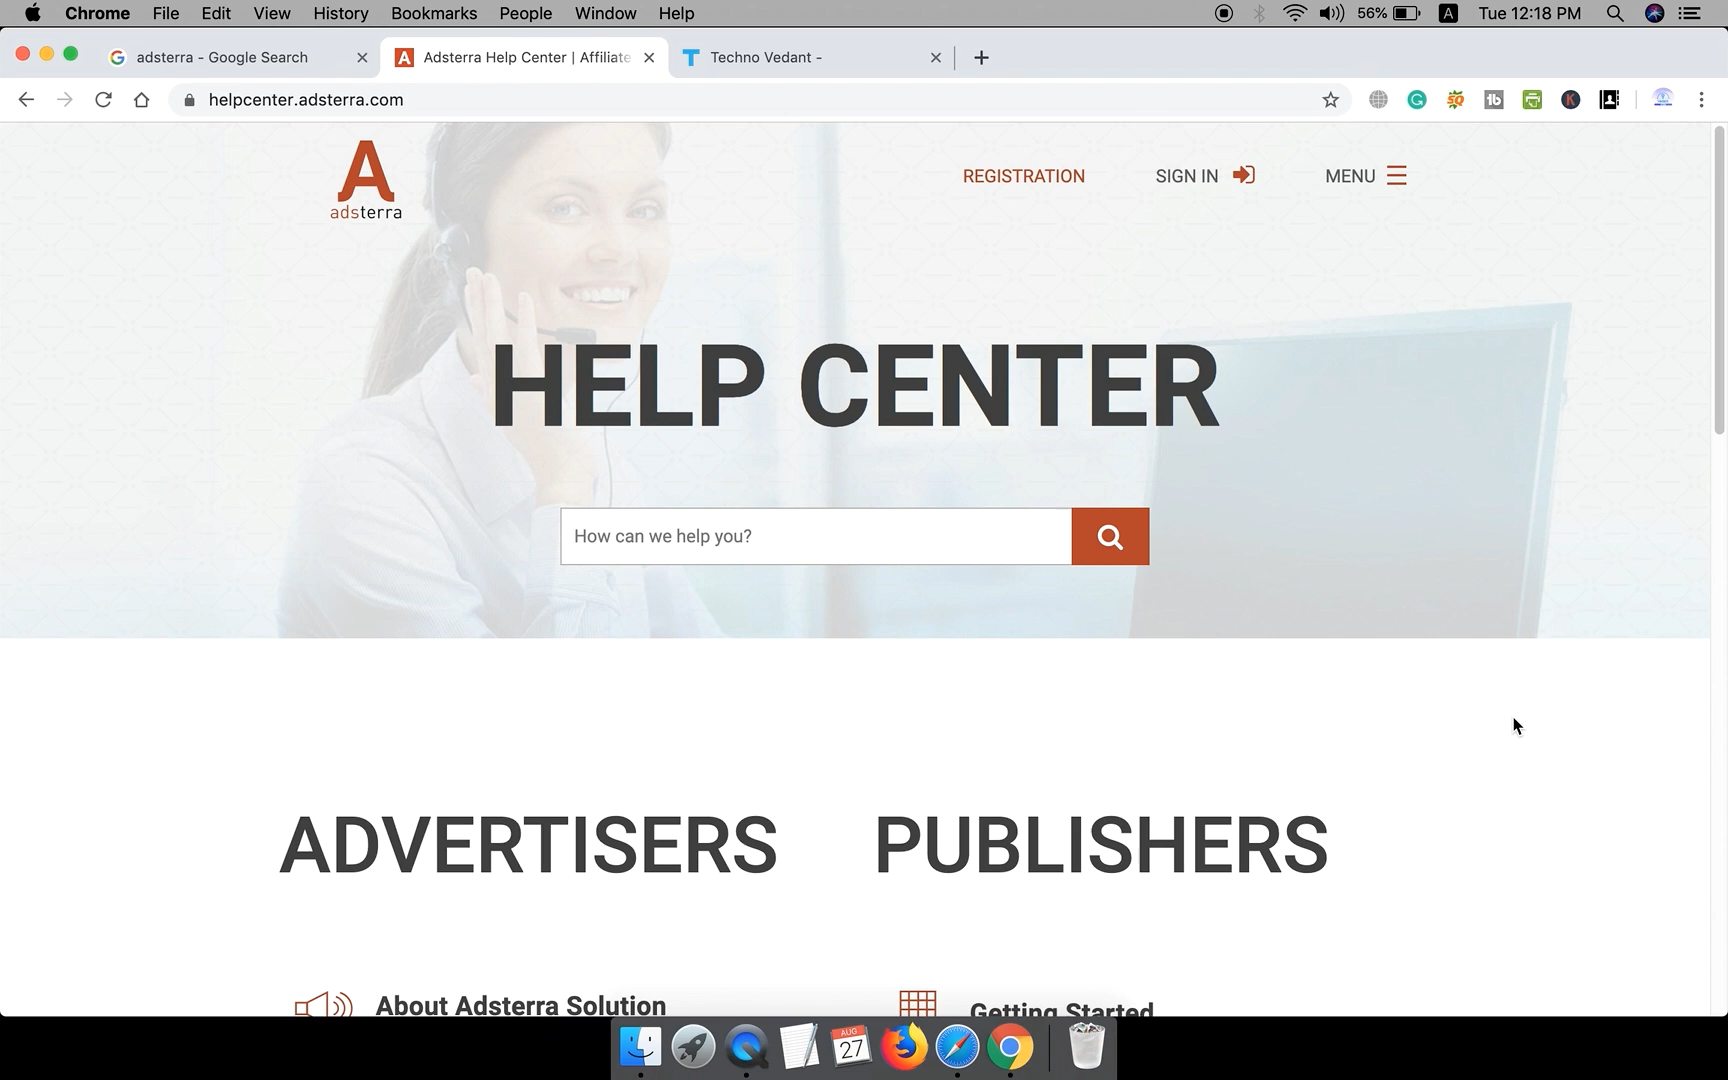 Chrome File Edit View History Bookmarks People Window Help 56% A Tue 12:18 PM
adsterra - Google Search Adsterra Help Center | Affiliate Techno Vedant -
helpcenter.adsterra.com
A
adsterra
REGISTRATION SIGN IN MENU
HELP CENTER
How can we help you?
ADVERTISERS PUBLISHERS
About Adsterra Solution Getting Started
AUG
27